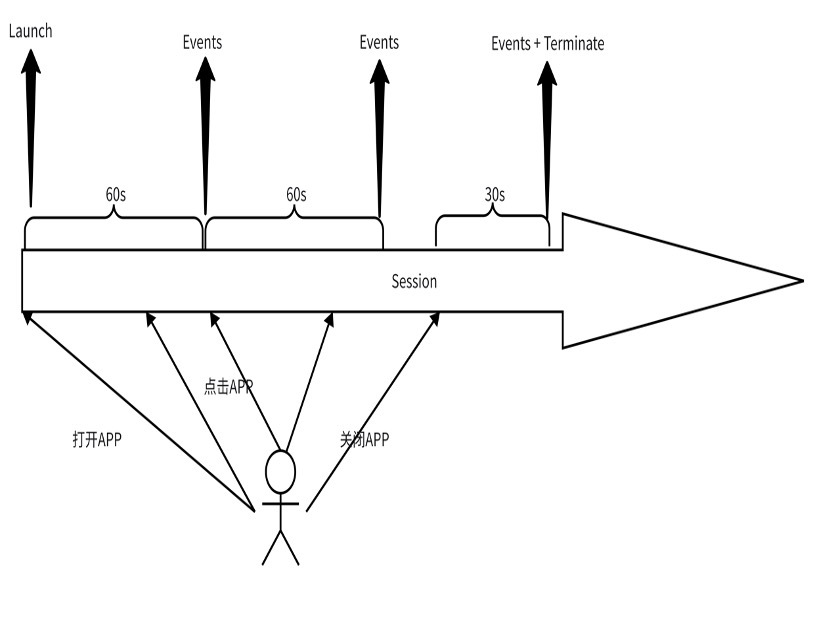 Launch
Events
Events
Events + Terminate
60s
60s
30s
Session
点击APP
打开APP
关闭APP